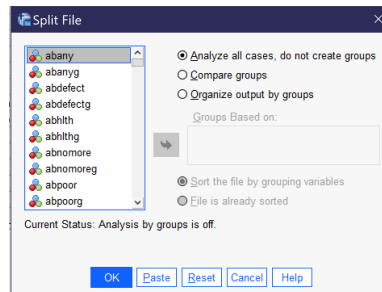 Split File
abany
abanyg
abdefect
abdefectg
abhlth
abhlthg
abnomore
abnomoreg
abpoor
abpoorg
Analyze all cases, do not create groups
Compare groups
Organize output by groups
Groups Based on:
Sort the file by grouping variables
File is already sorted
Current Status: Analysis by groups is off.
OK Paste Reset Cancel Help